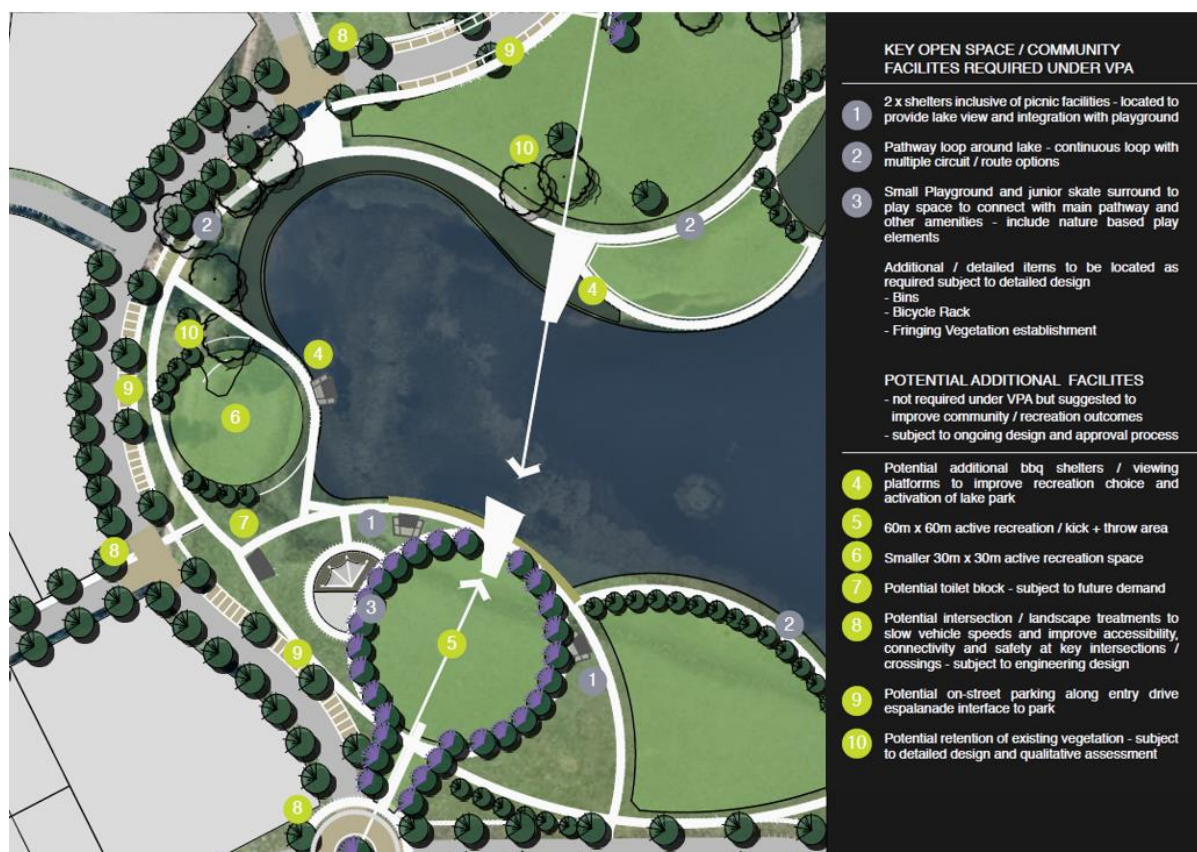 8
9
10
2
2
4
10
4
9
6
7
1
8
3
5
2
9
1
8
KEY OPEN SPACE / COMMUNITY
FACILITES REQUIRED UNDER VPA
1 2 x shelters inclusive of picnic facilities - located to
provide lake view and integration with playground
2 Pathway loop around lake - continuous loop with
multiple circuit / route options
3 Small Playground and junior skate surround to
play space to connect with main pathway and
other amenities - include nature based play
elements
Additional / detailed items to be located as
required subject to detailed design
- Bins
- Bicycle Rack
- Fringing Vegetation establishment
POTENTIAL ADDITIONAL FACILITES
- not required under VPA but suggested to
improve community / recreation outcomes
- subject to ongoing design and approval process
4 Potential additional bbq shelters / viewing
platforms to improve recreation choice and
activation of lake park
5 60m x 60m active recreation / kick + throw area
6 Smaller 30m x 30m active recreation space
7 Potential toilet block - subject to future demand
8 Potential intersection / landscape treatments to
slow vehicle speeds and improve accessibility,
connectivity and safety at key intersections /
crossings - subject to engineering design
9 Potential on-street parking along entry drive
espalanade interface to park
10 Potential retention of existing vegetation - subject
to detailed design and qualitative assessment